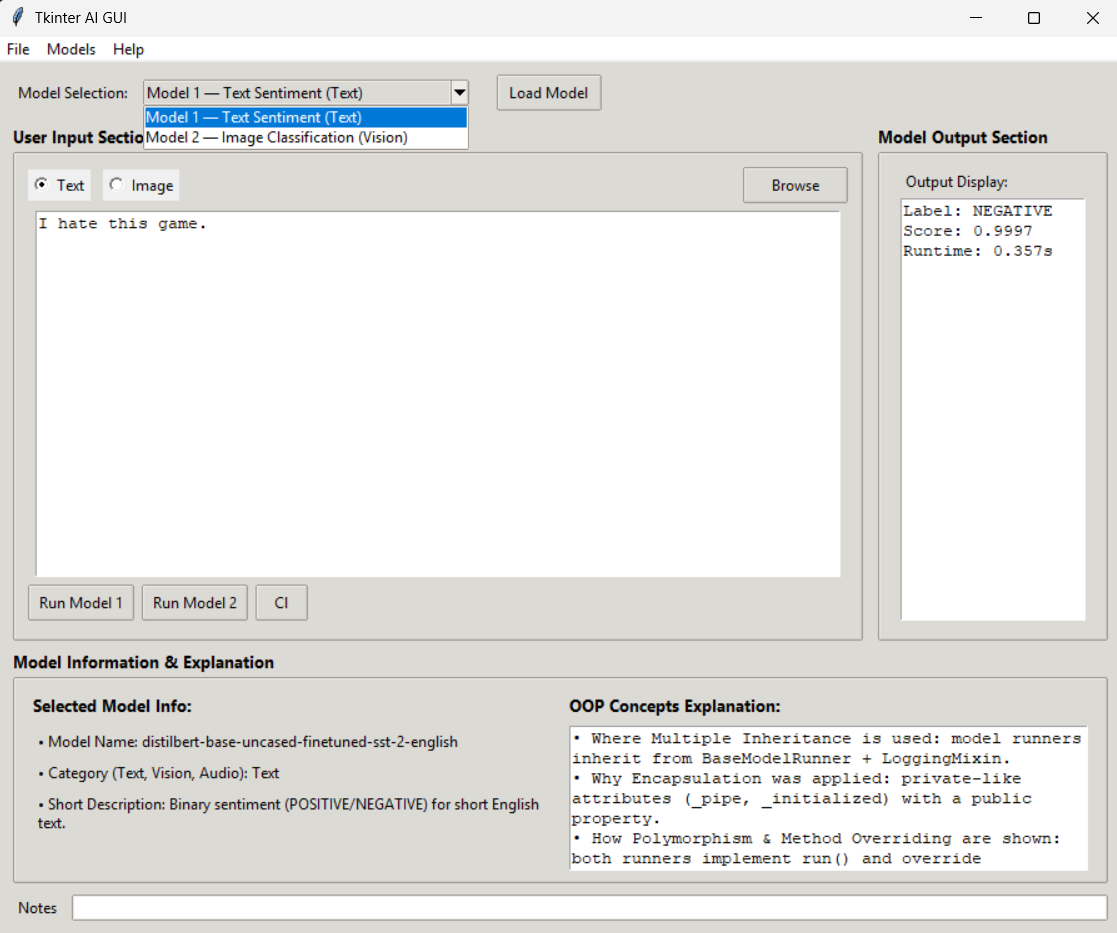 Tkinter AI GUI
File Models Help
Model Selection: Model 1 — Text Sentiment (Text) Load Model
Model 1 — Text Sentiment (Text)
Model 2 — Image Classification (Vision)
User Input Sectio
Text Image Browse
I hate this game.
Run Model 1 Run Model 2 Cl
Model Output Section
Output Display:
Label: NEGATIVE
Score: 0.9997
Runtime: 0.357s
Model Information & Explanation
Selected Model Info:
• Model Name: distilbert-base-uncased-finetuned-sst-2-english
• Category (Text, Vision, Audio): Text
• Short Description: Binary sentiment (POSITIVE/NEGATIVE) for short English
text.
OOP Concepts Explanation:
• Where Multiple Inheritance is used: model runners
inherit from BaseModelRunner + LoggingMixin.
• Why Encapsulation was applied: private-like
attributes (_pipe, _initialized) with a public
property.
• How Polymorphism & Method Overriding are shown:
both runners implement run() and override
Notes